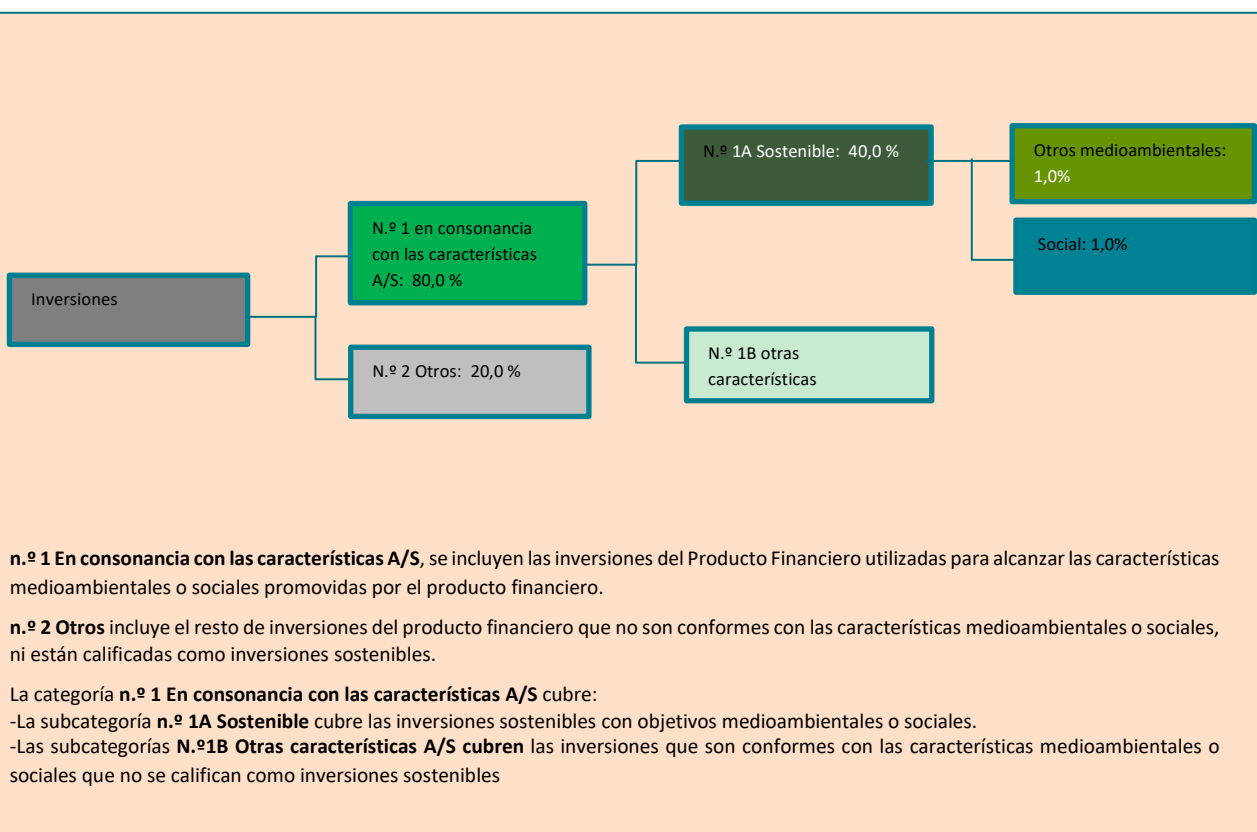 Inversiones
N.º 1 en consonancia
con las características
A/S: 80,0 %
N.º 2 Otros: 20,0 %
N.º 1A Sostenible: 40,0 %
N.º 1B otras
características
Otros medioambientales:
1,0%
Social: 1,0%
n.º 1 En consonancia con las características A/S, se incluyen las inversiones del Producto Financiero utilizadas para alcanzar las características
medioambientales o sociales promovidas por el producto financiero.
n.º 2 Otros incluye el resto de inversiones del producto financiero que no son conformes con las características medioambientales o sociales,
ni están calificadas como inversiones sostenibles.
La categoría n.º 1 En consonancia con las características A/S cubre:
-La subcategoría n.º 1A Sostenible cubre las inversiones sostenibles con objetivos medioambientales o sociales.
-Las subcategorías N.º1B Otras características A/S cubren las inversiones que son conformes con las características medioambientales o
sociales que no se califican como inversiones sostenibles